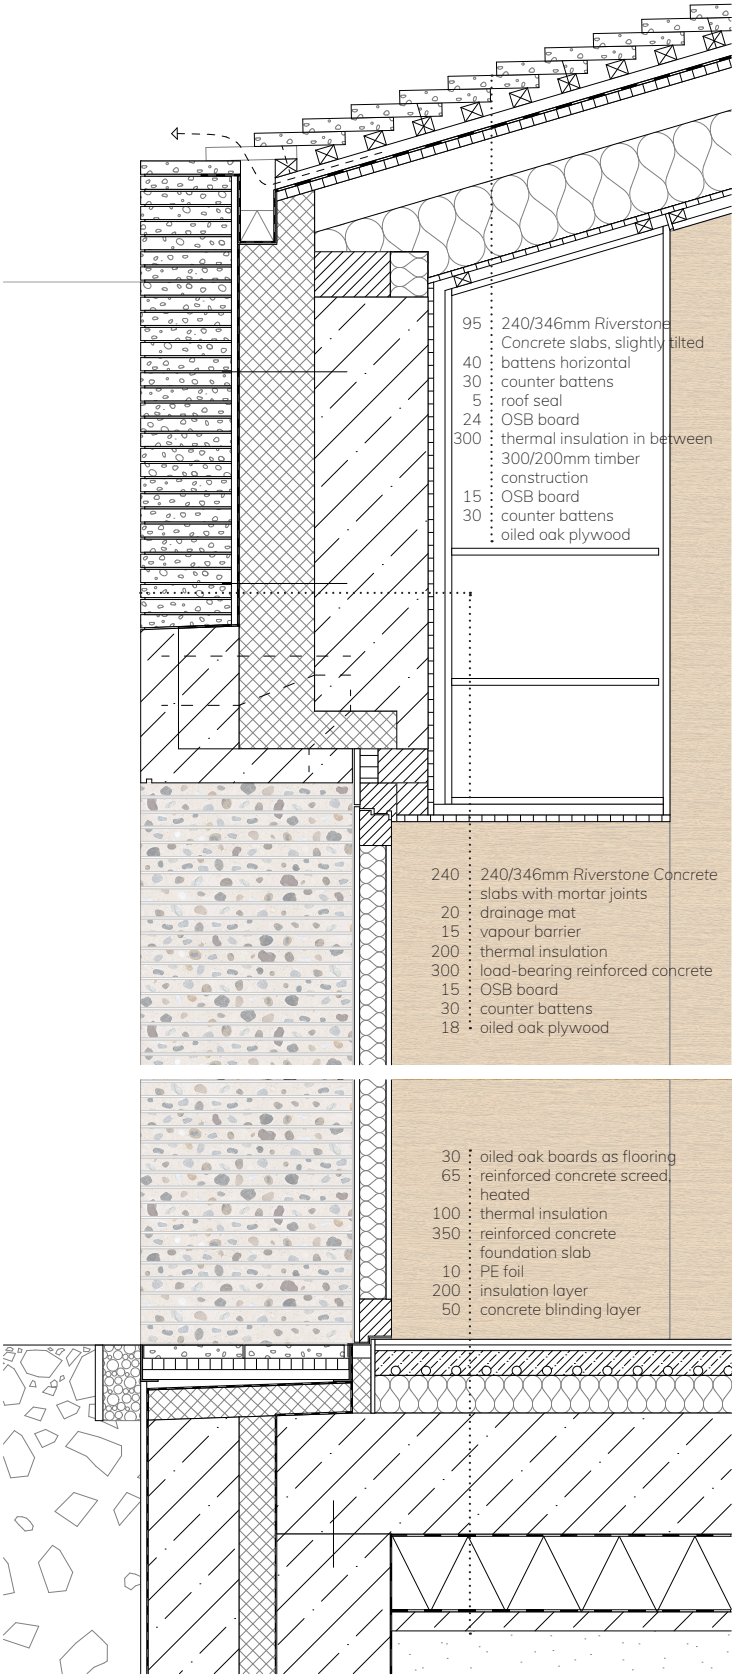 95 240/346mm Riverstone
Concrete slabs, slightly tilted
40 battens horizontal
30 counter battens
5 roof seal
24 OSB board
300 thermal insulation in between
300/200mm timber
construction
15 OSB board
30 counter battens
oiled oak plywood
240 240/346mm Riverstone Concrete
slabs with mortar joints
20 drainage mat
15 vapour barrier
200 thermal insulation
300 load-bearing reinforced concrete
15 OSB board
30 counter battens
18 oiled oak plywood
30 oiled oak boards as flooring
65 reinforced concrete screed,
heated
100 thermal insulation
350 reinforced concrete
foundation slab
10 PE foil
200 insulation layer
50 concrete blinding layer